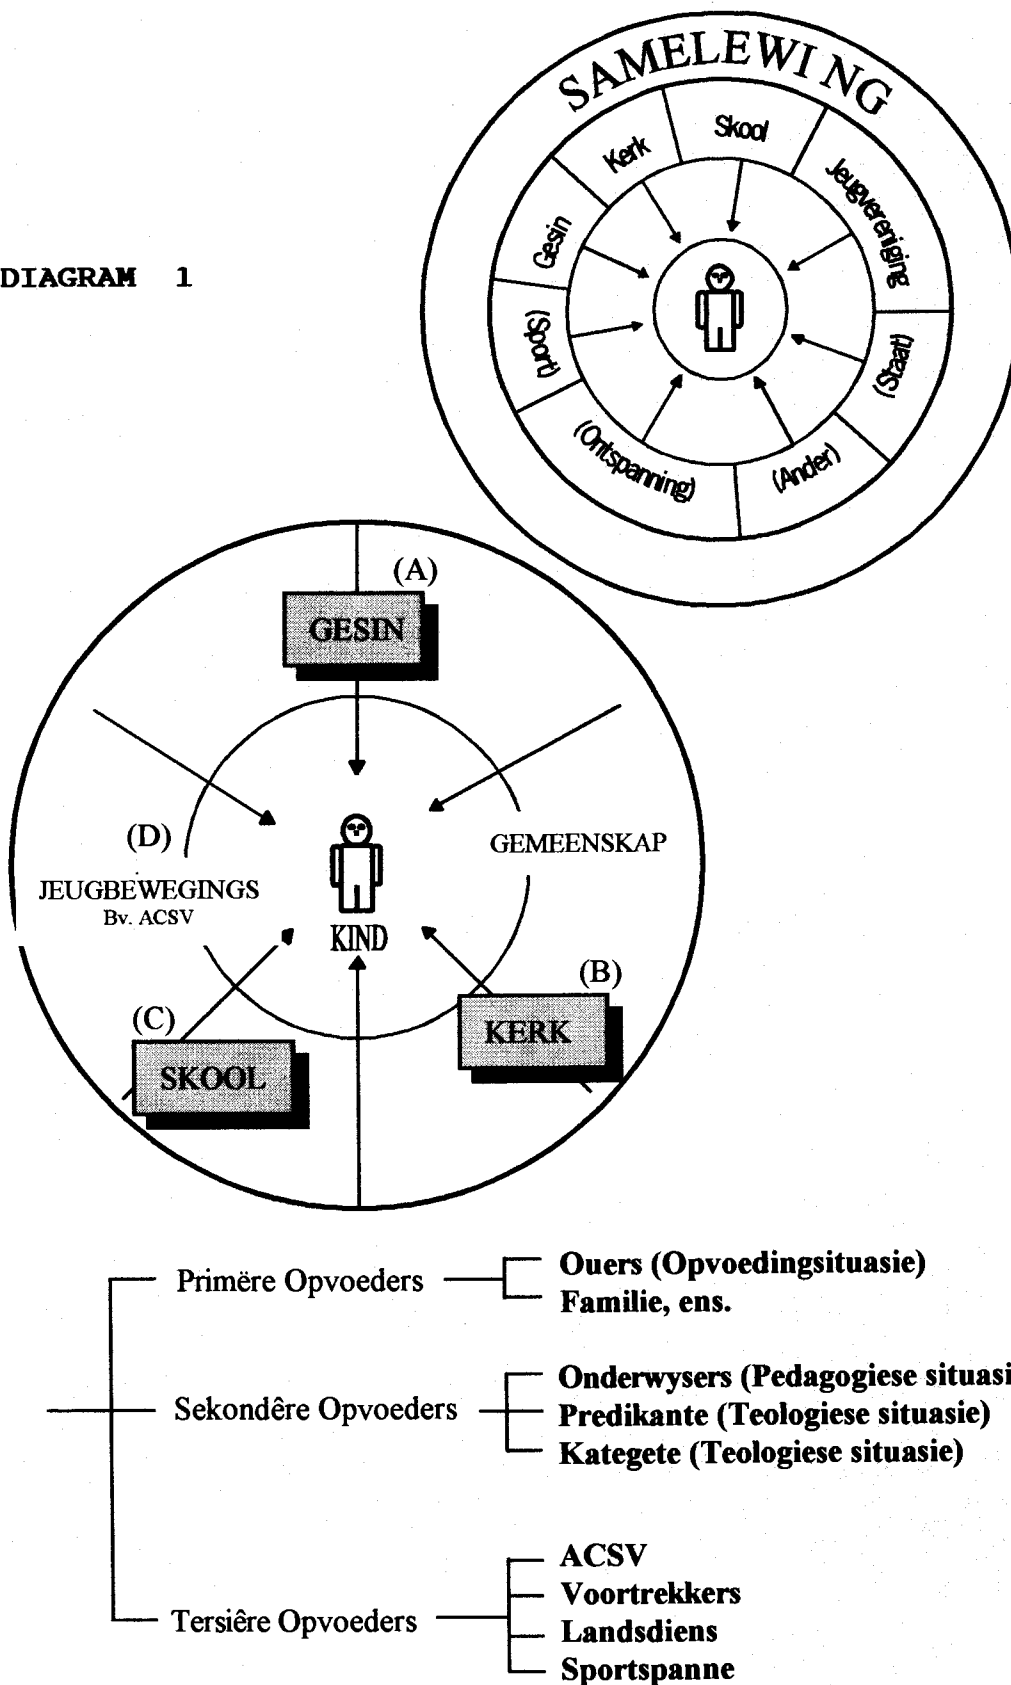 SAMELEWING
Skool
Kerk
Jeugvereniging
Gesin
DIAGRAM 1
(Sport)
(Staat)
(Ontspanning)
(Ander)
(A)
GESIN
(D)
GEMEENSKAP
JEUGBEWEGINGS
Bv. ACSV
KIND
(B)
(C)
KERK
SKOOL
Primëre Opvoeders
Ouers (Opvoedingsituasie)
Familie, ens.
Sekondêre Opvoeders
Onderwysers (Pedagogiese situasi
Predikante (Teologiese situasie)
Kategete (Teologiese situasie)
Tersiêre Opvoeders
ACSV
Voortrekkers
Landsdiens
Sportspanne